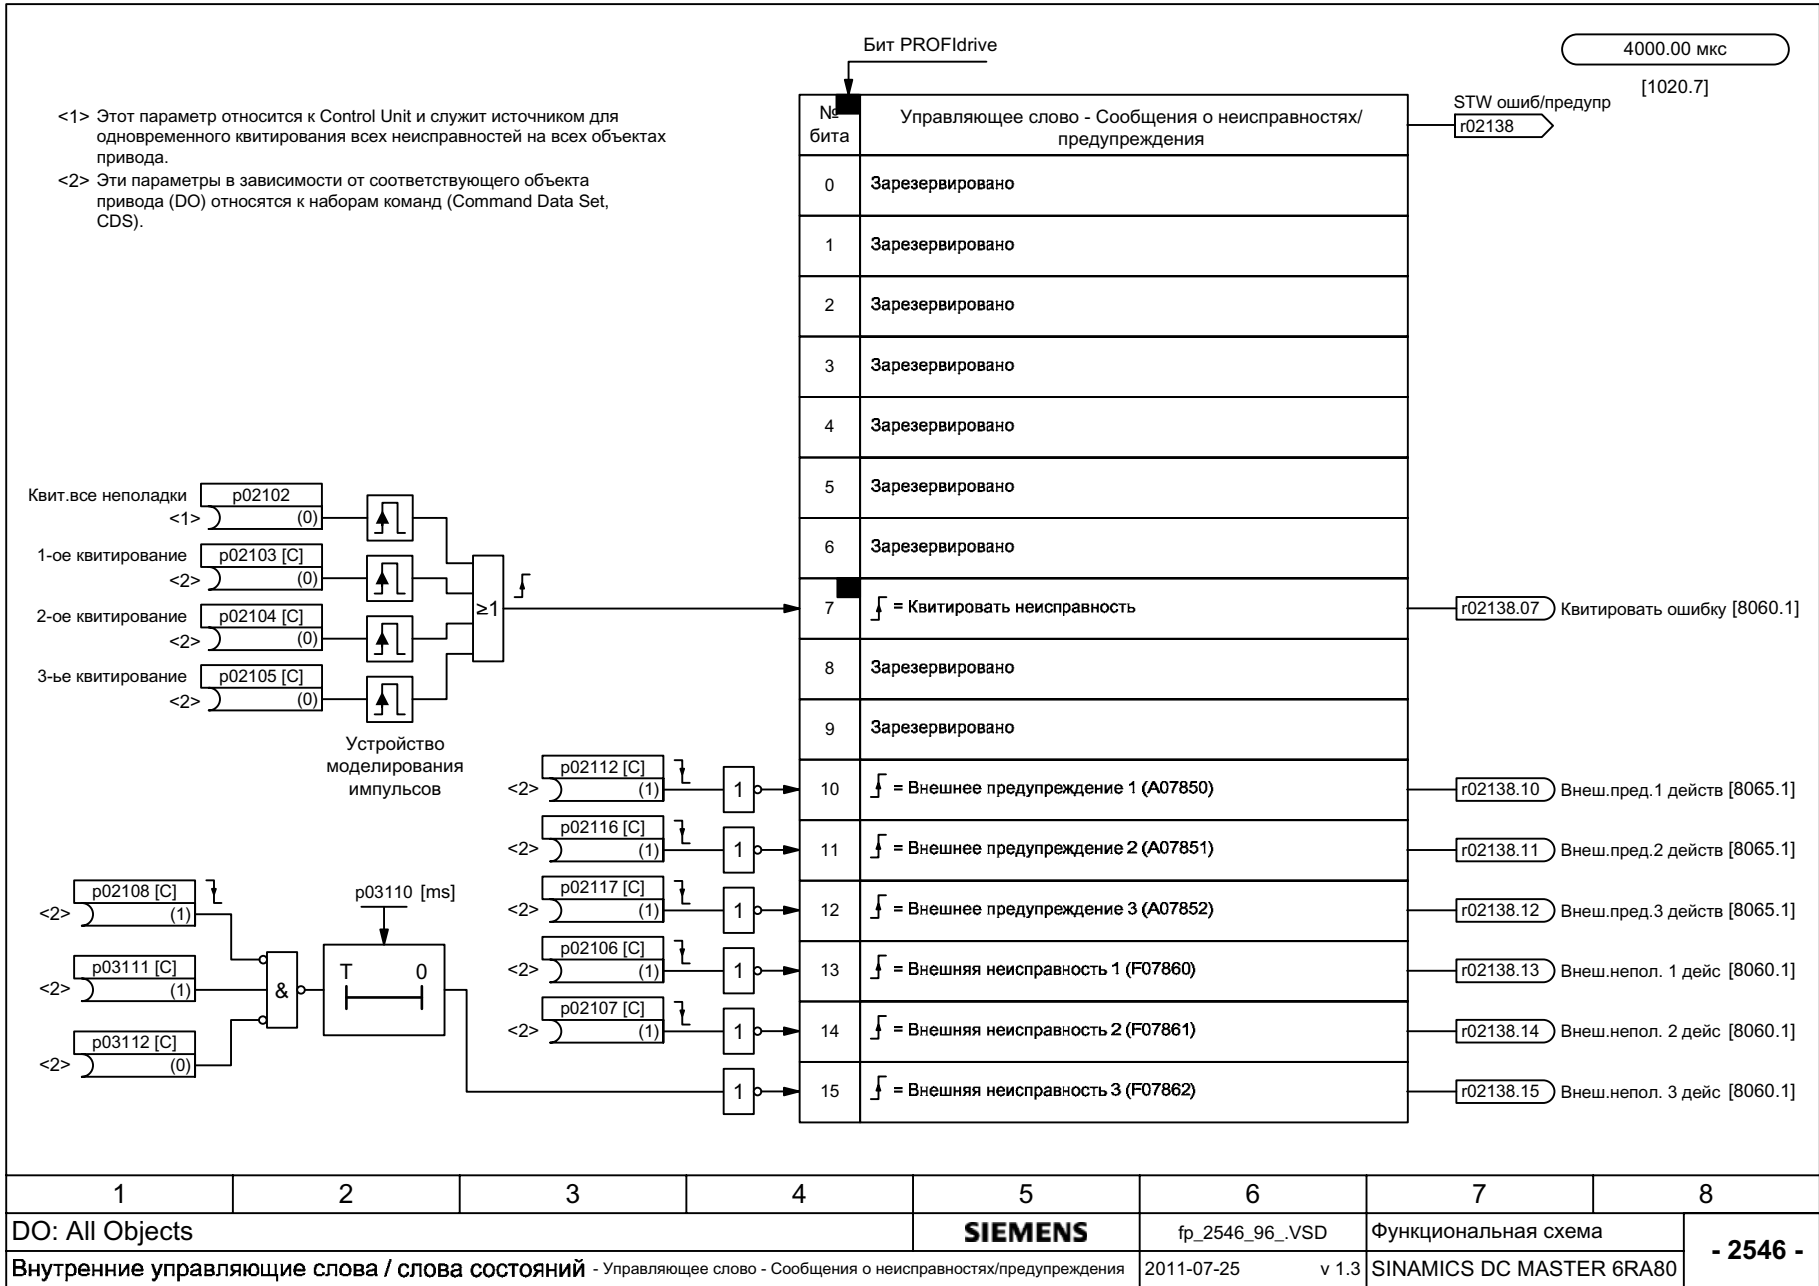 Бит PROFIdrive
4000.00 мкс
[1020.7]
<1> Этот параметр относится к Control Unit и служит источником для
одновременного квитирования всех неисправностей на всех объектах
привода.
<2> Эти параметры в зависимости от соответствующего объекта
привода (DO) относятся к наборам команд (Command Data Set,
CDS).
№
бита
Управляющее слово - Сообщения о неисправностях/
предупреждения
STW ошиб/предупр
r02138
0 Зарезервировано
1 Зарезервировано
2 Зарезервировано
3 Зарезервировано
4 Зарезервировано
5 Зарезервировано
6 Зарезервировано
7 = Квитировать неисправность
r02138.07 Квитировать ошибку [8060.1]
8 Зарезервировано
9 Зарезервировано
10 = Внешнее предупреждение 1 (A07850)
r02138.10 Внеш.пред.1 действ [8065.1]
11 = Внешнее предупреждение 2 (A07851)
r02138.11 Внеш.пред.2 действ [8065.1]
12 = Внешнее предупреждение 3 (A07852)
r02138.12 Внеш.пред.3 действ [8065.1]
13 = Внешняя неисправность 1 (F07860)
r02138.13 Внеш.непол. 1 дейс [8060.1]
14 = Внешняя неисправность 2 (F07861)
r02138.14 Внеш.непол. 2 дейс [8060.1]
15 = Внешняя неисправность 3 (F07862)
r02138.15 Внеш.непол. 3 дейс [8060.1]
Квит.все неполадки p02102
<1> (0)
1-ое квитирование p02103 [C]
<2> (0)
2-ое квитирование p02104 [C]
<2> (0)
3-ье квитирование p02105 [C]
<2> (0)
≥1
Устройство
моделирования
импульсов
p02112 [C]
<2> (1) 1
p02116 [C]
<2> (1) 1
p02117 [C]
<2> (1) 1
p02106 [C]
<2> (1) 1
p02107 [C]
<2> (1) 1
1
p02108 [C]
<2> (1)
p03111 [C]
<2> (1)
p03112 [C]
<2> (0)
&
p03110 [ms]
T 0
1 2 3 4 5 6 7 8
DO: All Objects
SIEMENS
fp_2546_96_.VSD
Функциональная схема
- 2546 -
Внутренние управляющие слова / слова состояний - Управляющее слово - Сообщения о неисправностях/предупреждения
2011-07-25 v 1.3
SINAMICS DC MASTER 6RA80